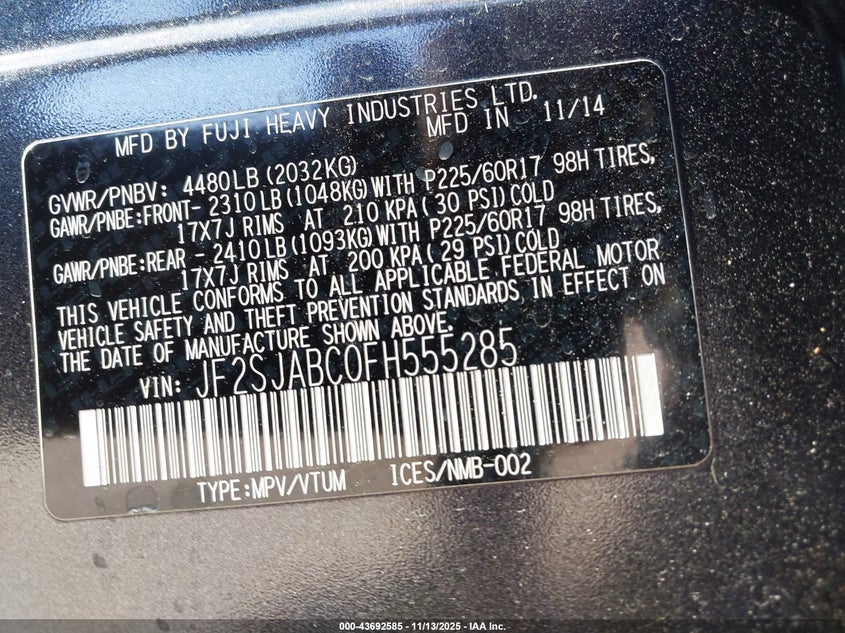 MFD BY FUJI HEAVY INDUSTRIES LTD.
MFD IN 11/14
GVWR/PNBV: 4480LB(2032KG)
GAWR/PNBE:FRONT- 2310LB(1048KG)WITH P225/60R17 98H TIRES,
17X7J RIMS AT 210 KPA(30 PSI)COLD
GAWR/PNBE:REAR - 2410LB(1093KG)WITH P225/60R17 98H TIRES,
17X7J RIMS AT 200 KPA(29 PSI)COLD
THIS VEHICLE CONFORMS TO ALL APPLICABLE FEDERAL MOTOR
VEHICLE SAFETY AND THEFT PREVENTION STANDARDS IN EFFECT ON
THE DATE OF MANUFACTURE SHOWN ABOVE.
VIN: JF2SJABC0FH555285
TYPE:MPV/VTUM ICES/NMB-002
000-43692585 - 11/13/2025 - IAA Inc.